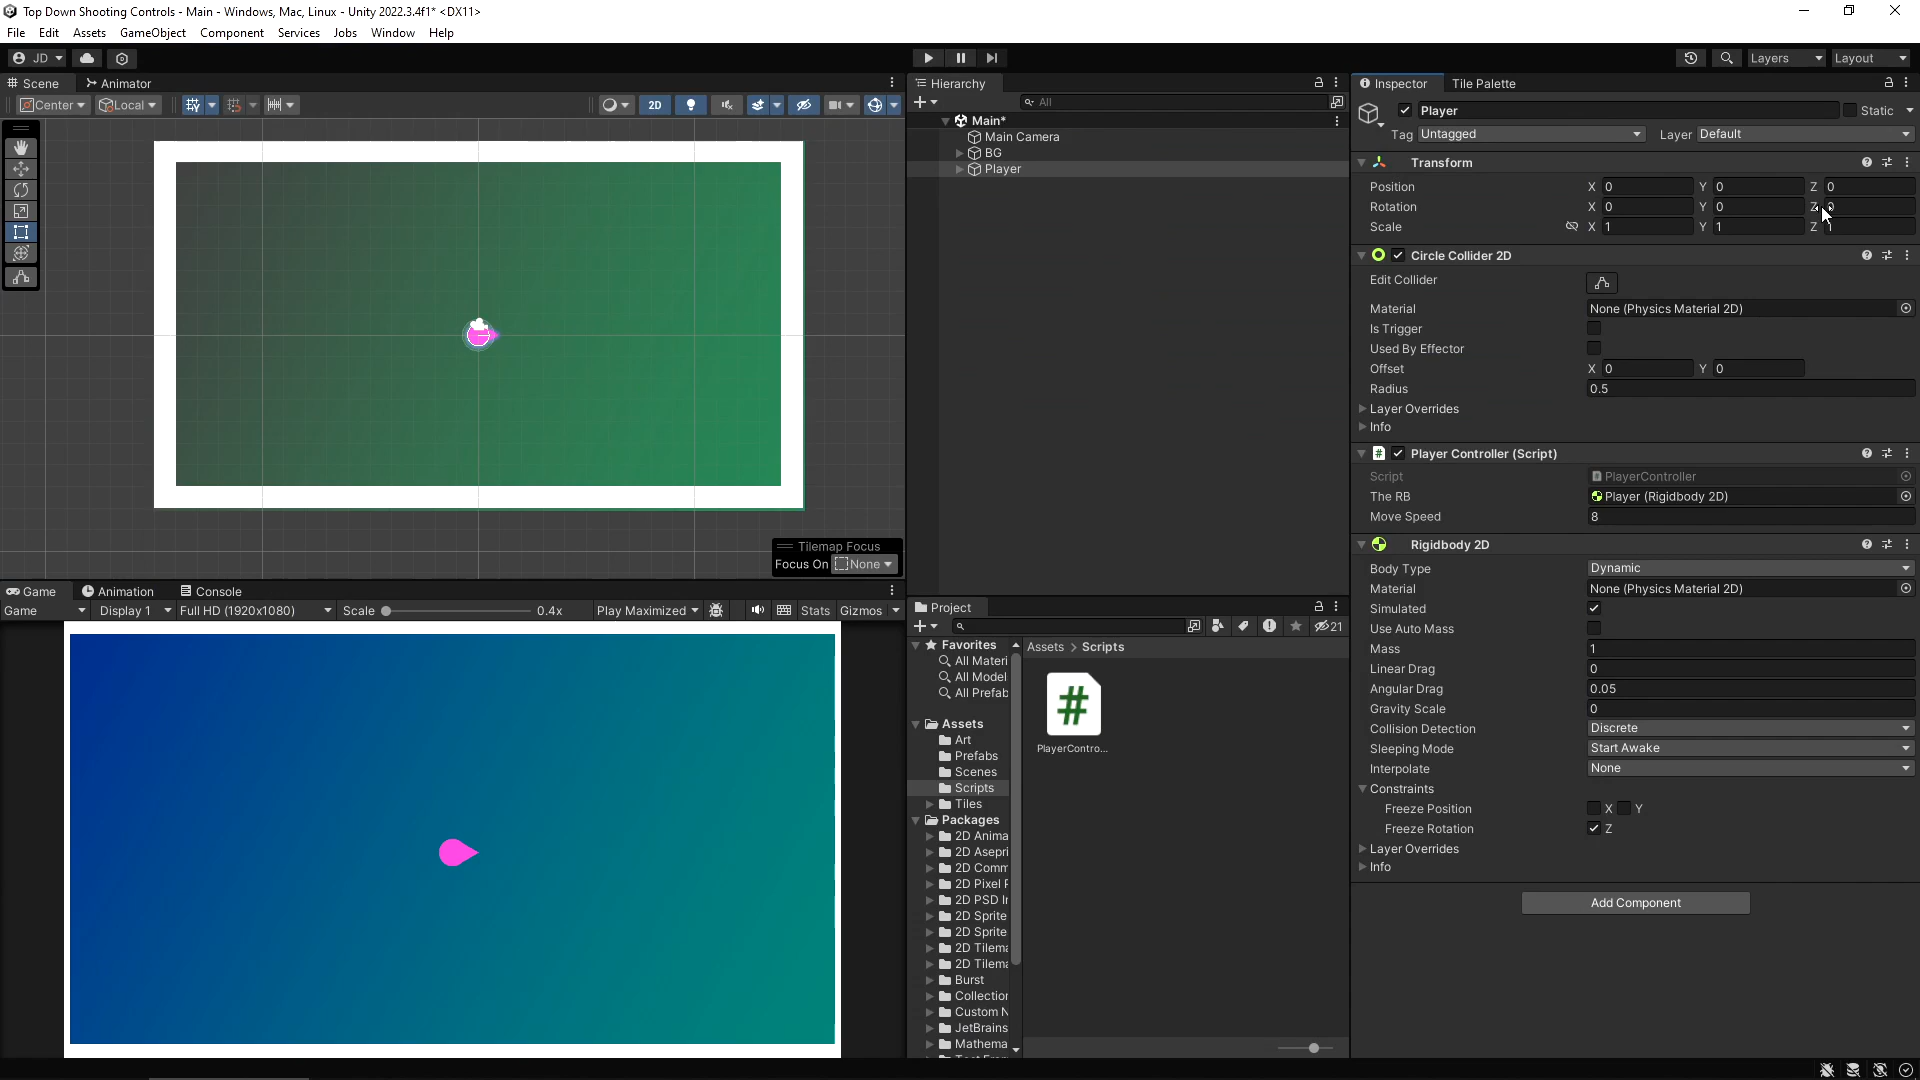 Top Down Shooting Controls - Main - Windows, Mac, Linux - Unity 2022.3.4f1* <DX11>
File Edit Assets GameObject Component Services Jobs Window Help
JD Layers Layout
Scene Animator
Center Local 2D
Tilemap Focus
Focus On None
Game Animation Console
Game Display 1 Full HD (1920x1080) Scale 0.4x Play Maximized Stats Gizmos
Hierarchy
All
Main*
Main Camera
BG
Player
Project
21
Favorites
All Materi
All Model
All Prefab
Assets
Art
Prefabs
Scenes
Scripts
Tiles
Packages
2D Anima
2D Asepri
2D Comm
2D Pixel F
2D PSD Ir
2D Sprite
2D Sprite
2D Tilema
2D Tilema
Burst
Collection
Custom N
JetBrains
Mathema
Assets > Scripts
PlayerContro...
Inspector Tile Palette
Player Static
Tag Untagged Layer Default
Transform
Position X 0 Y 0 Z 0
Rotation X 0 Y 0 Z 0
Scale X 1 Y 1 Z 1
Circle Collider 2D
Edit Collider
Material None (Physics Material 2D)
Is Trigger
Used By Effector
Offset X 0 Y 0
Radius 0.5
Layer Overrides
Info
Player Controller (Script)
Script PlayerController
The RB Player (Rigidbody 2D)
Move Speed 8
Rigidbody 2D
Body Type Dynamic
Material None (Physics Material 2D)
Simulated
Use Auto Mass
Mass 1
Linear Drag 0
Angular Drag 0.05
Gravity Scale 0
Collision Detection Discrete
Sleeping Mode Start Awake
Interpolate None
Constraints
Freeze Position X Y
Freeze Rotation Z
Layer Overrides
Info
Add Component